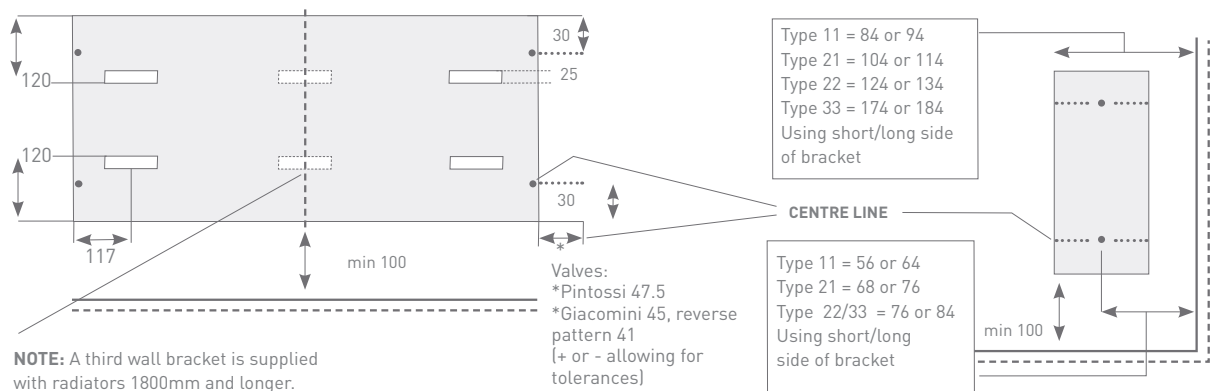 30
120
25
120
30
117
min 100
*
Valves:
*Pintossi 47.5
*Giacomini 45, reverse
pattern 41
(+ or - allowing for
tolerances)
NOTE: A third wall bracket is supplied
with radiators 1800mm and longer.
CENTRE LINE
Type 11 = 84 or 94
Type 21 = 104 or 114
Type 22 = 124 or 134
Type 33 = 174 or 184
Using short/long side
of bracket
Type 11 = 56 or 64
Type 21 = 68 or 76
Type 22/33 = 76 or 84
Using short/long
side of bracket
min 100